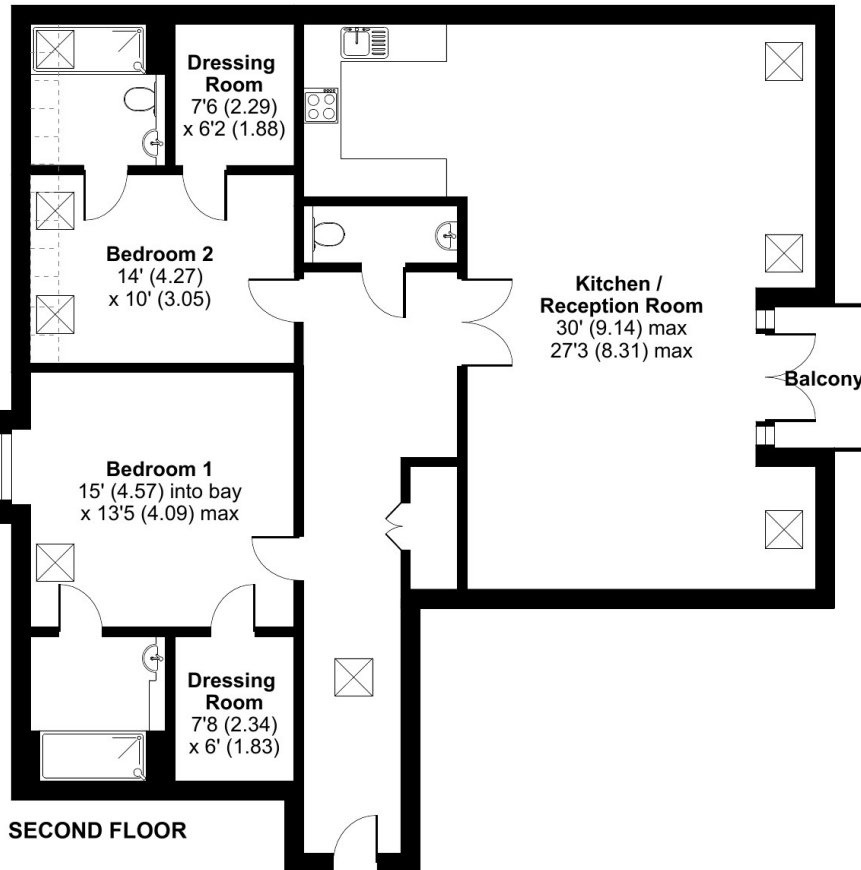 Dressing
Room
7'6 (2.29)
x 6'2 (1.88)
Bedroom 2
14' (4.27)
x 10' (3.05)
Kitchen /
Reception Room
30' (9.14) max
27'3 (8.31) max
Balcony
Bedroom 1
15' (4.57) into bay
x 13'5 (4.09) max
Dressing
Room
7'8 (2.34)
x 6' (1.83)
SECOND FLOOR